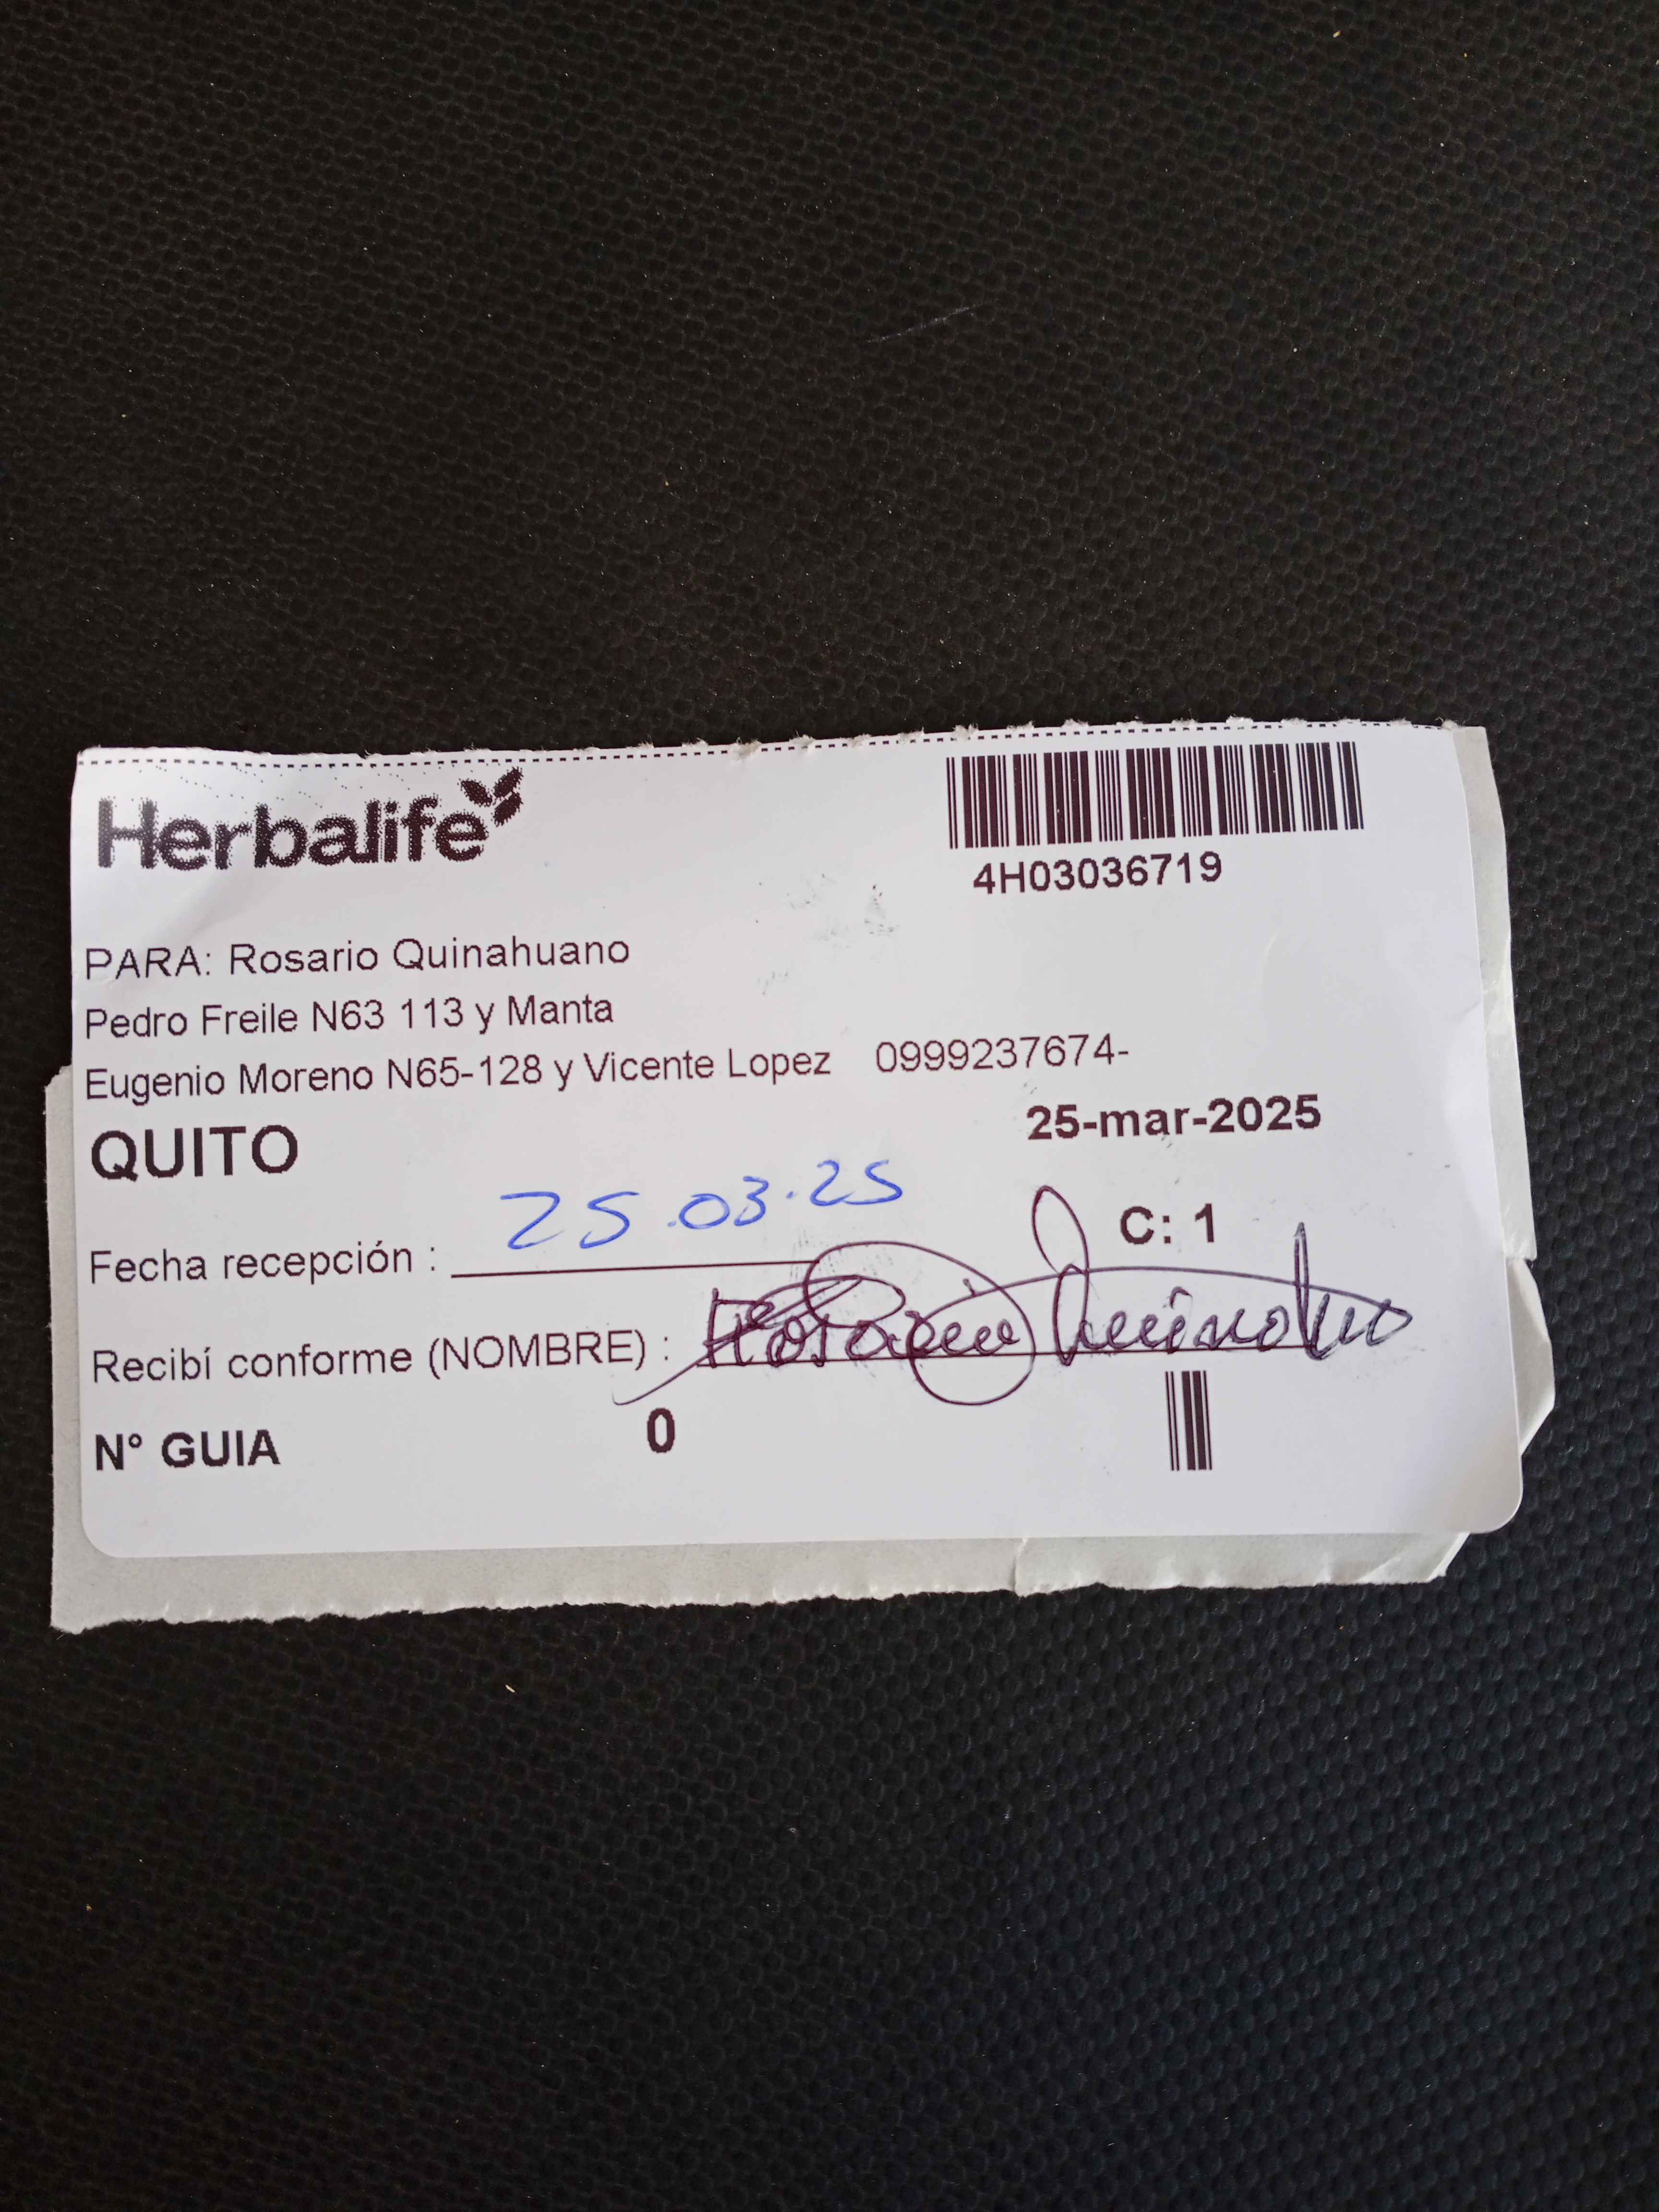 Herbalife
4H03036719
PARA: Rosario Quinahuano
Pedro Freile N63 113 y Manta
Eugenio Moreno N65-128 y Vicente Lopez 0999237674-
QUITO 25-mar-2025
Fecha recepción : 25.03.25 C: 1
Recibí conforme (NOMBRE) : Rosario
N° GUIA 0